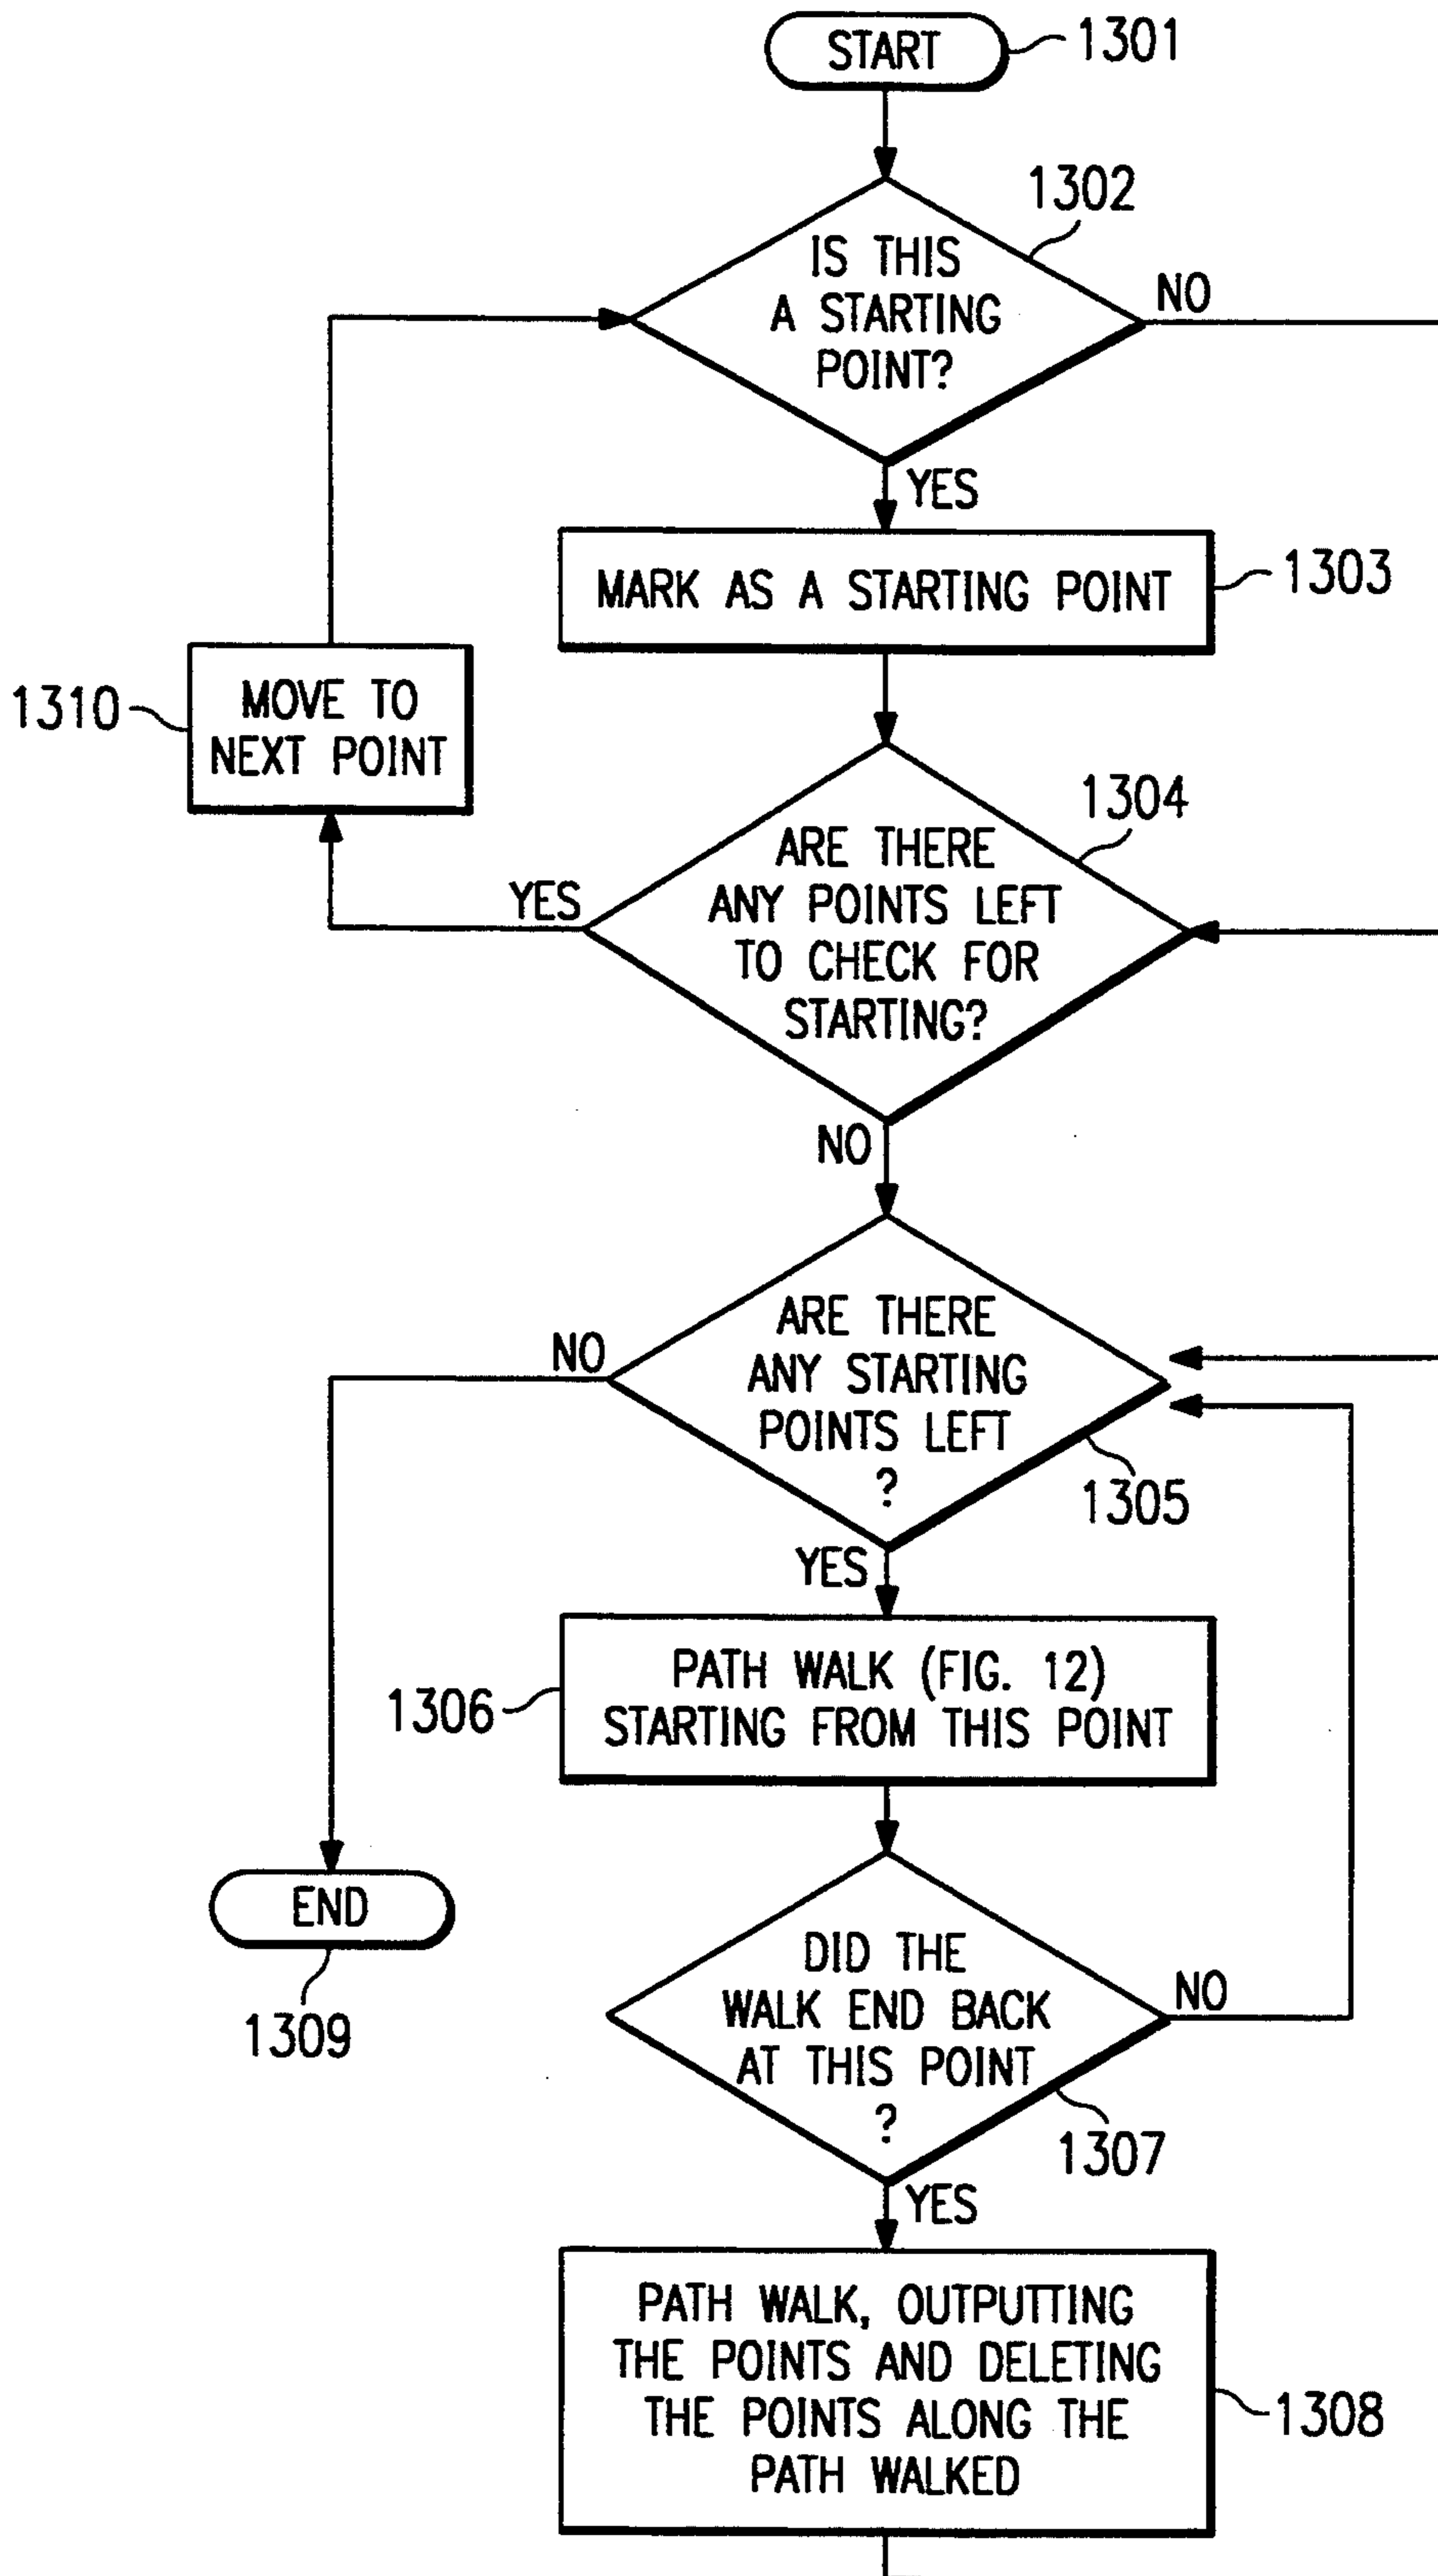 START
1301
1302
IS THIS
A STARTING
POINT?
NO
YES
MARK AS A STARTING POINT
1303
1310
MOVE TO
NEXT POINT
1304
ARE THERE
ANY POINTS LEFT
TO CHECK FOR
STARTING?
YES
NO
ARE THERE
ANY STARTING
POINTS LEFT
?
NO
1305
YES
PATH WALK (FIG. 12)
STARTING FROM THIS POINT
1306
END
1309
DID THE
WALK END BACK
AT THIS POINT
?
NO
1307
YES
PATH WALK, OUTPUTTING
THE POINTS AND DELETING
THE POINTS ALONG THE
PATH WALKED
1308